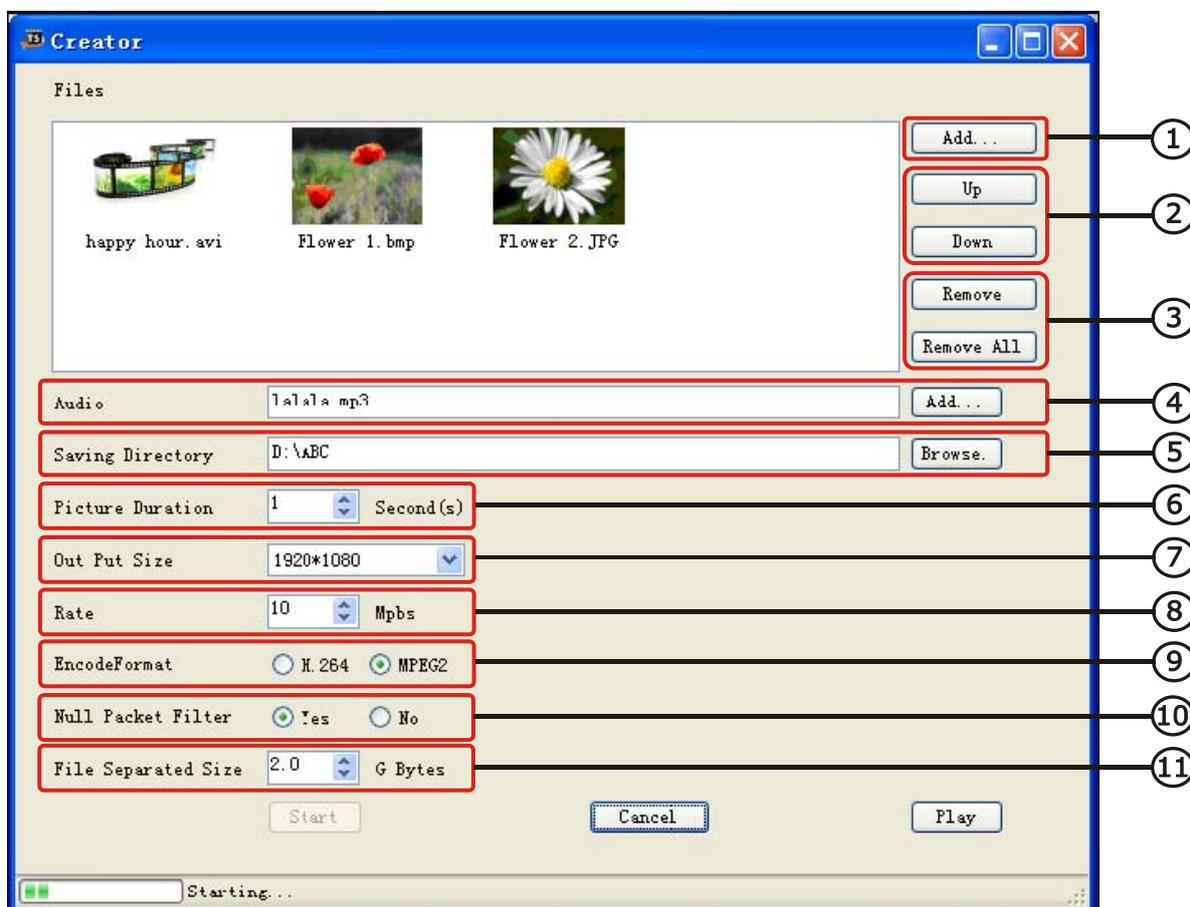 TS Creator
Files
happy hour.avi
Flower 1.bmp
Flower 2.JPG
Add...
1
Up
2
Down
Remove
3
Remove All
Audio lalala mp3 Add... 4
Saving Directory D:\ABC Browse. 5
Picture Duration 1 Second(s) 6
Out Put Size 1920*1080 7
Rate 10 Mpbs 8
EncodeFormat H.264 MPEG2 9
Null Packet Filter Yes No 10
File Separated Size 2.0 G Bytes 11
Start Cancel Play
Starting...